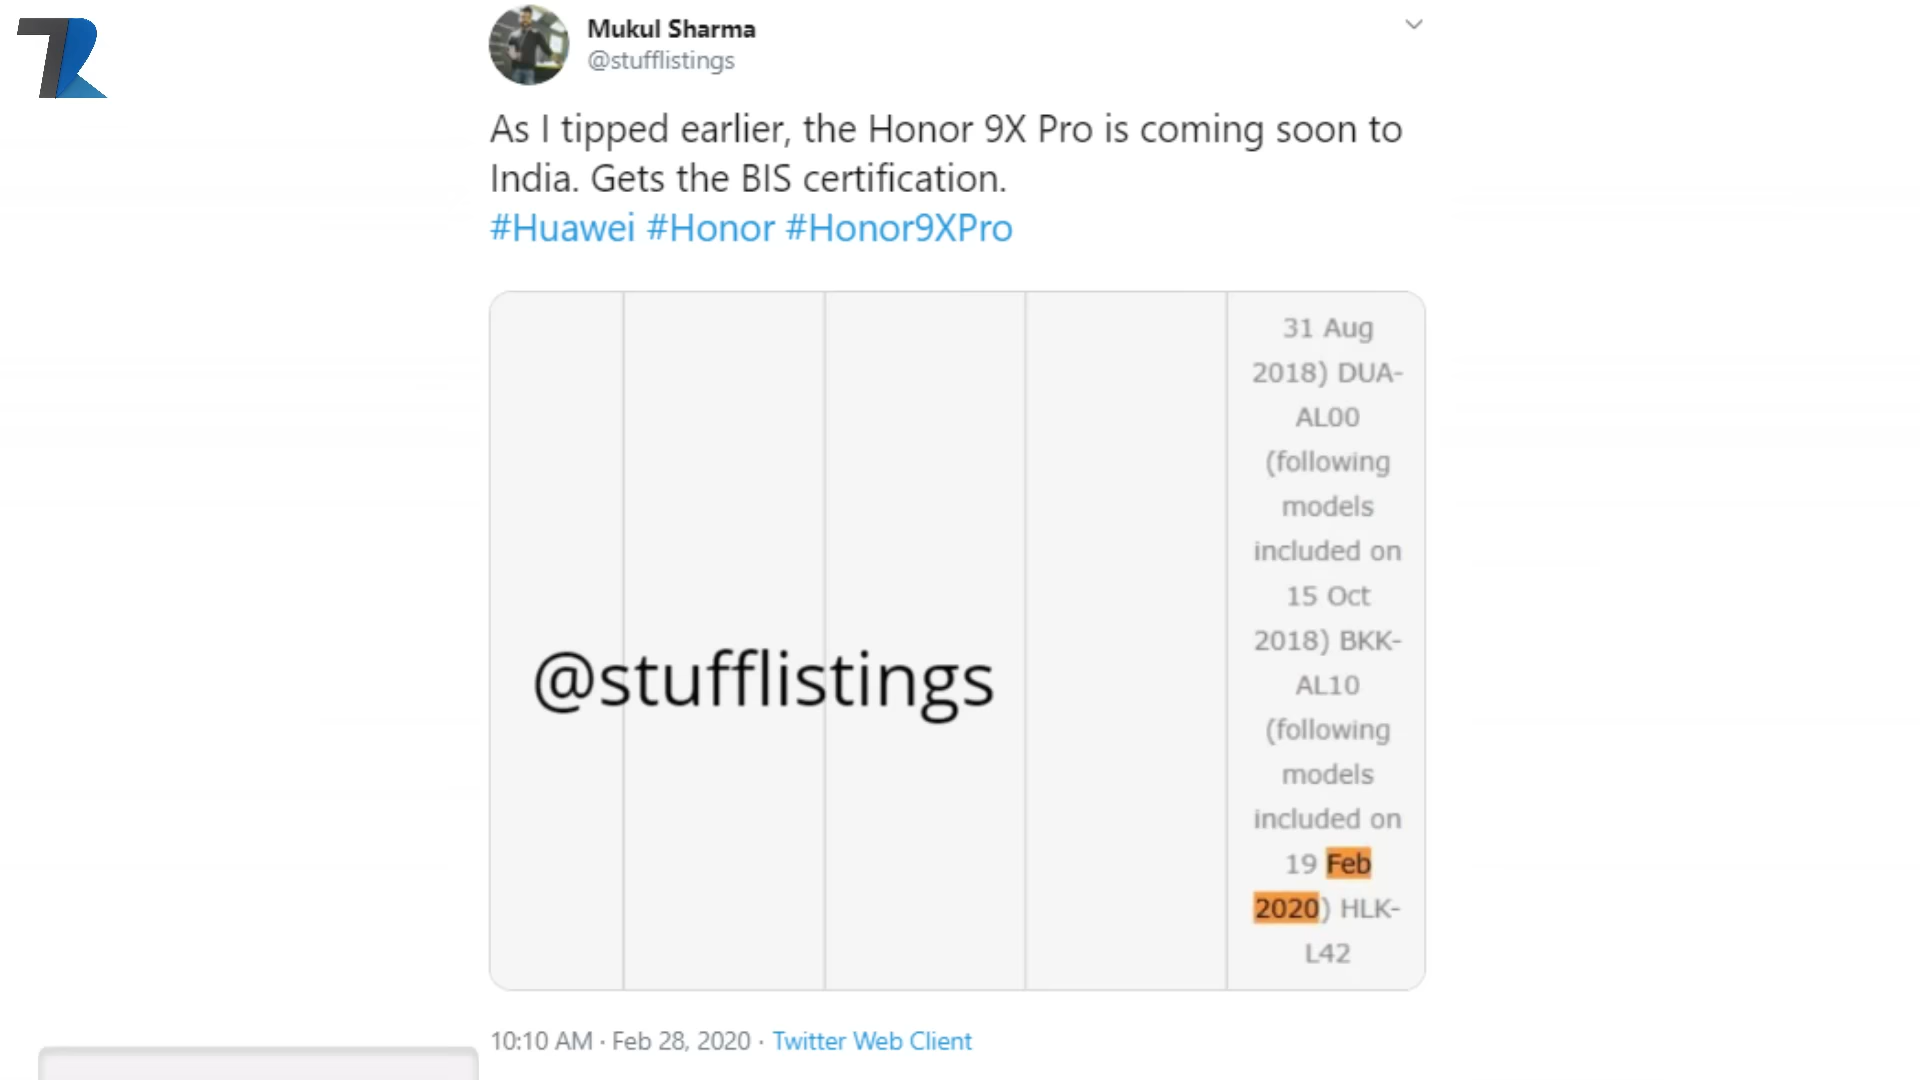 Mukul Sharma
@stufflistings
As I tipped earlier, the Honor 9X Pro is coming soon to
India. Gets the BIS certification.
#Huawei #Honor #Honor9XPro
31 Aug
2018) DUA-
AL00
(following
models
included on
15 Oct
2018) BKK-
AL10
(following
models
included on
19 Feb
2020) HLK-
L42
@stufflistings
10:10 AM · Feb 28, 2020 · Twitter Web Client